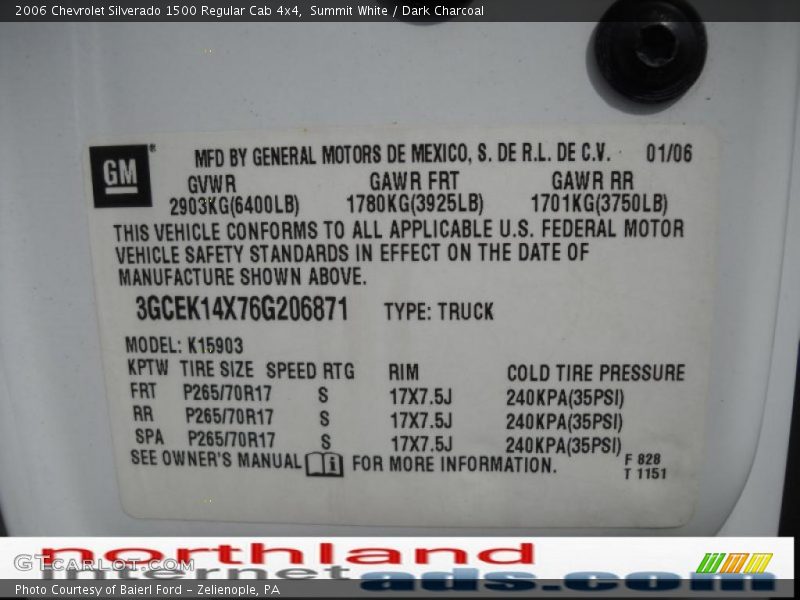 2006 Chevrolet Silverado 1500 Regular Cab 4x4, Summit White / Dark Charcoal
GM®
MFD BY GENERAL MOTORS DE MEXICO, S. DE R.L. DE C.V. 01/06
GVWR GAWR FRT GAWR RR
2903KG(6400LB) 1780KG(3925LB) 1701KG(3750LB)
THIS VEHICLE CONFORMS TO ALL APPLICABLE U.S. FEDERAL MOTOR
VEHICLE SAFETY STANDARDS IN EFFECT ON THE DATE OF
MANUFACTURE SHOWN ABOVE.
3GCEK14X76G206871 TYPE: TRUCK
MODEL: K15903
KPTW TIRE SIZE SPEED RTG RIM COLD TIRE PRESSURE
FRT P265/70R17 S 17X7.5J 240KPA(35PSI)
RR P265/70R17 S 17X7.5J 240KPA(35PSI)
SPA P265/70R17 S 17X7.5J 240KPA(35PSI)
SEE OWNER'S MANUAL i FOR MORE INFORMATION.
F 828
T 1151
northland
internet ads.com
GTcarlot.com
Photo Courtesy of Baierl Ford - Zelienople, PA